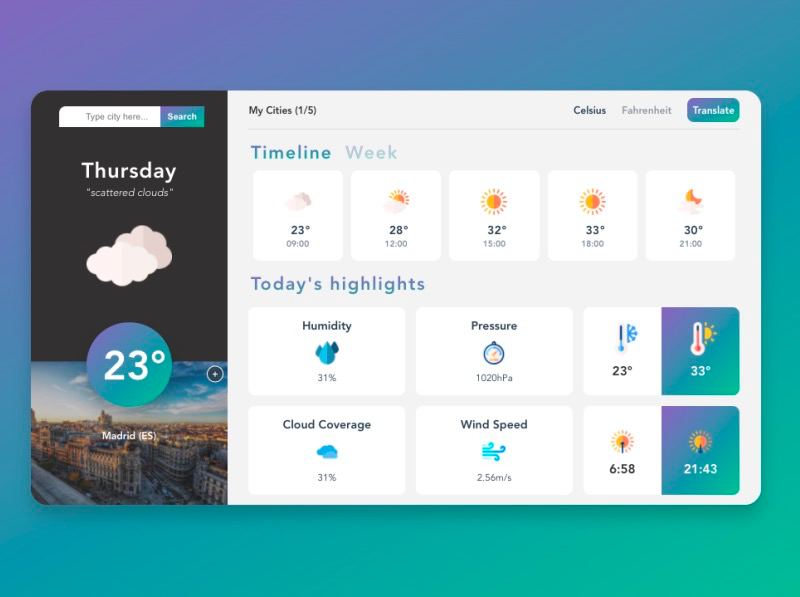 Type city here... Search
Thursday
"scattered clouds"
23°
+
Madrid (ES)
My Cities (1/5) Celsius Fahrenheit Translate
Timeline Week
23° 28° 32° 33° 30°
09:00 12:00 15:00 18:00 21:00
Today's highlights
Humidity Pressure
31% 1020hPa
23° 33°
Cloud Coverage Wind Speed
31% 2.56m/s
6:58 21:43